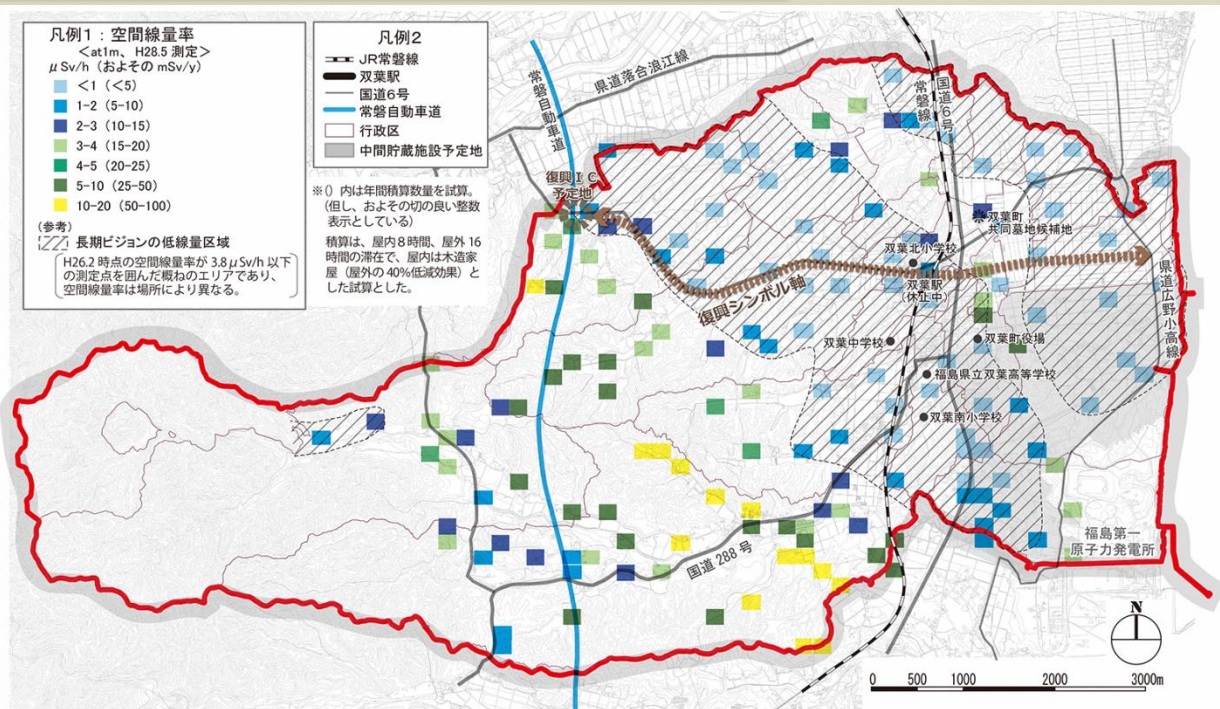 凡例1：空間線量率
＜at1m、H28.5 測定＞
μSv/h（およその mSv/y）
<1（<5）
1-2（5-10）
2-3（10-15）
3-4（15-20）
4-5（20-25）
5-10（25-50）
10-20（50-100）
(参考)
長期ビジョンの低線量区域
H26.2 時点の空間線量率が 3.8μSv/h 以下
の測定点を囲んだ概ねのエリアであり、
空間線量率は場所により異なる。
凡例2
JR常磐線
双葉駅
国道6号
常磐自動車道
行政区
中間貯蔵施設予定地
※（）内は年間積算数量を試算。
（但し、およその切の良い整数
表示としている）
積算は、屋内8時間、屋外16
時間の滞在で、屋内は木造家
屋（屋外の40%低減効果）と
した試算とした。
常磐自動車道
県道落合浪江線
常磐線
国道6号
復興IC
予定地
双葉町
共同墓地候補地
双葉北小学校
双葉駅
(休止中)
復興シンボル軸
県道広野小高線
双葉中学校
双葉町役場
福島県立双葉高等学校
双葉南小学校
国道288号
福島第一
原子力発電所
N
0 500 1000 2000 3000m